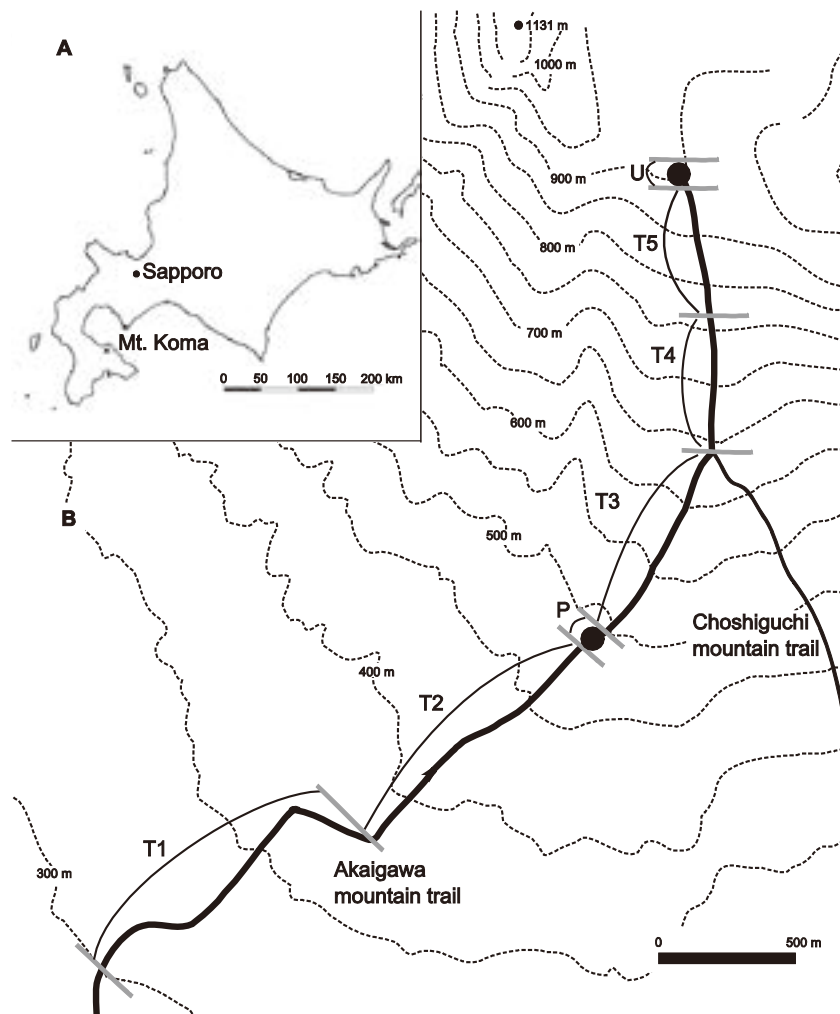 A
Sapporo
Mt. Koma
0 50 100 150 200 km
1131 m
1000 m
U
900 m
T5
800 m
700 m
T4
600 m
T3
B
500 m
P
Choshiguchi
mountain trail
400 m
T2
T1
Akaigawa
mountain trail
300 m
0 500 m